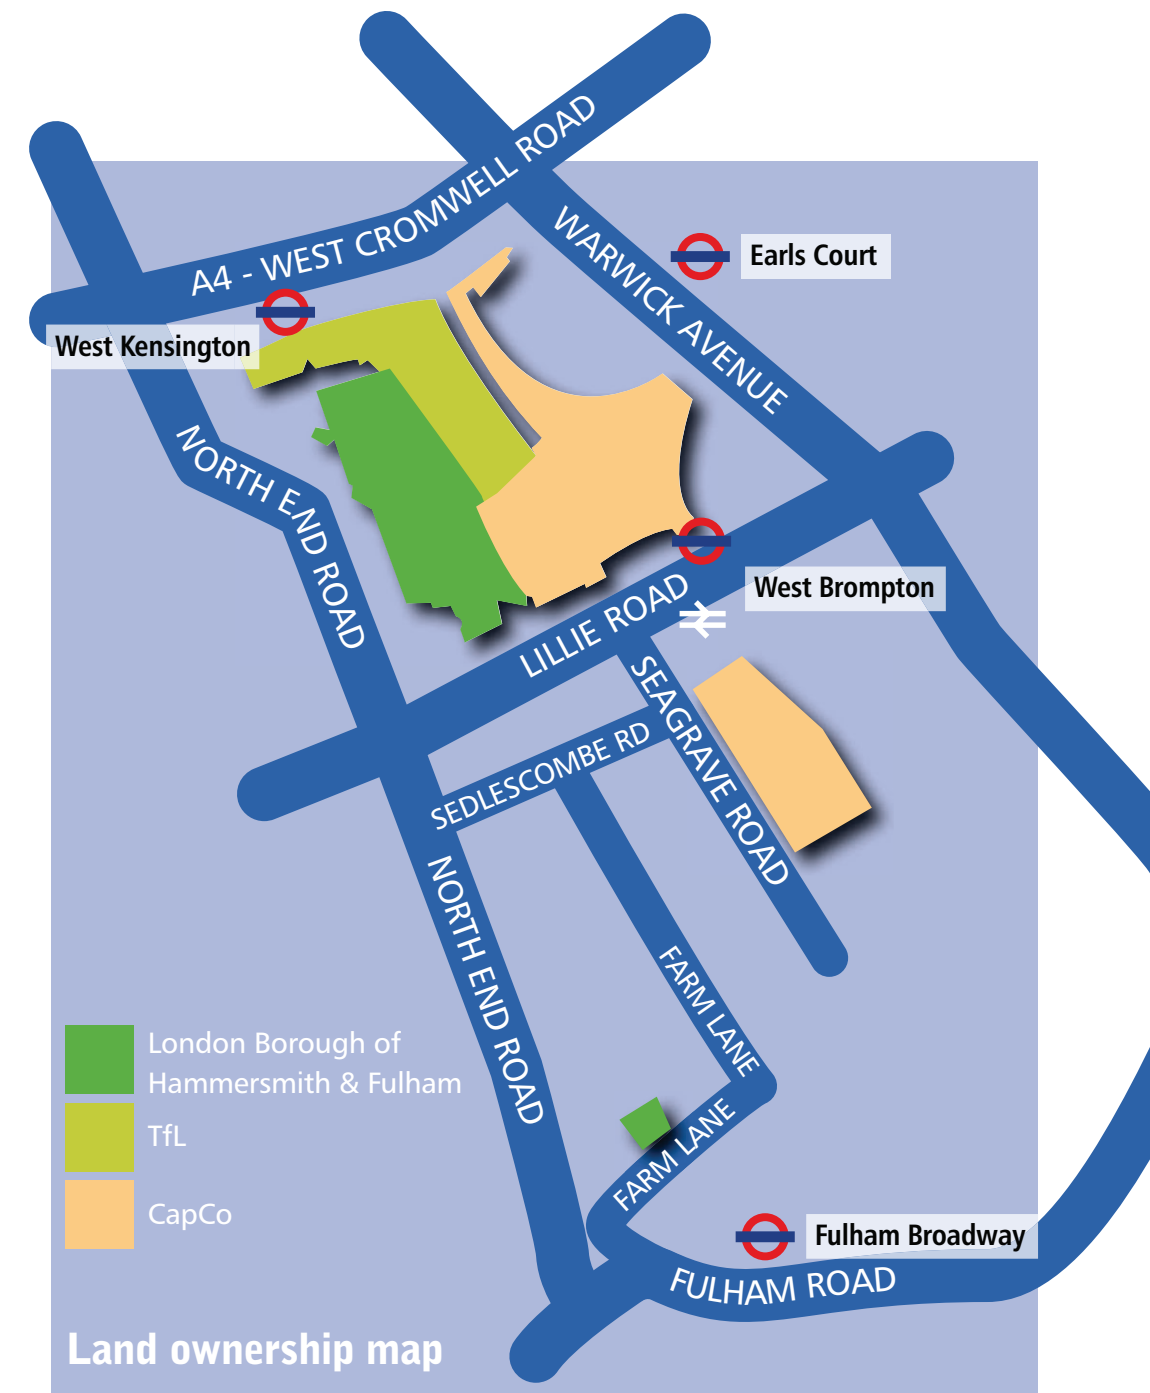 A4 - WEST CROMWELL ROAD
WARWICK AVENUE
Earls Court
West Kensington
NORTH END ROAD
West Brompton
LILLIE ROAD
SEAGRAVE ROAD
SEDLESCOMBE RD
NORTH END ROAD
FARM LANE
London Borough of
Hammersmith & Fulham
TfL
CapCo
FARM LANE
Fulham Broadway
FULHAM ROAD
Land ownership map